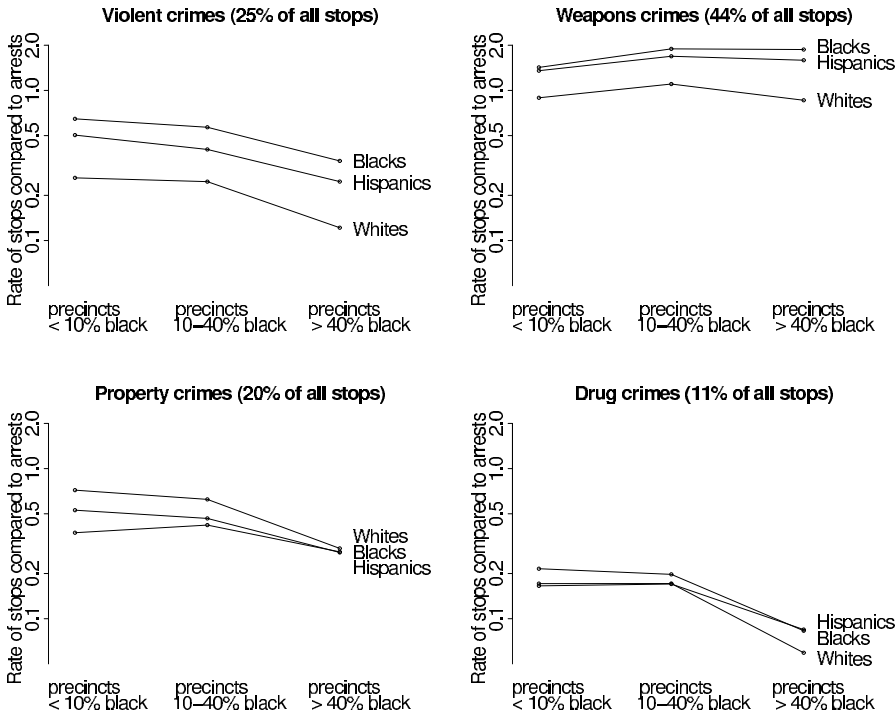 Violent crimes (25% of all stops)
Rate of stops compared to arrests
2.0
1.0
0.5
0.2
0.1
Blacks
Hispanics
Whites
precincts
< 10% black
precincts
10–40% black
precincts
> 40% black
Weapons crimes (44% of all stops)
Rate of stops compared to arrests
2.0
1.0
0.5
0.2
0.1
Blacks
Hispanics
Whites
precincts
< 10% black
precincts
10–40% black
precincts
> 40% black
Property crimes (20% of all stops)
Rate of stops compared to arrests
2.0
1.0
0.5
0.2
0.1
Whites
Blacks
Hispanics
precincts
< 10% black
precincts
10–40% black
precincts
> 40% black
Drug crimes (11% of all stops)
Rate of stops compared to arrests
2.0
1.0
0.5
0.2
0.1
Hispanics
Blacks
Whites
precincts
< 10% black
precincts
10–40% black
precincts
> 40% black